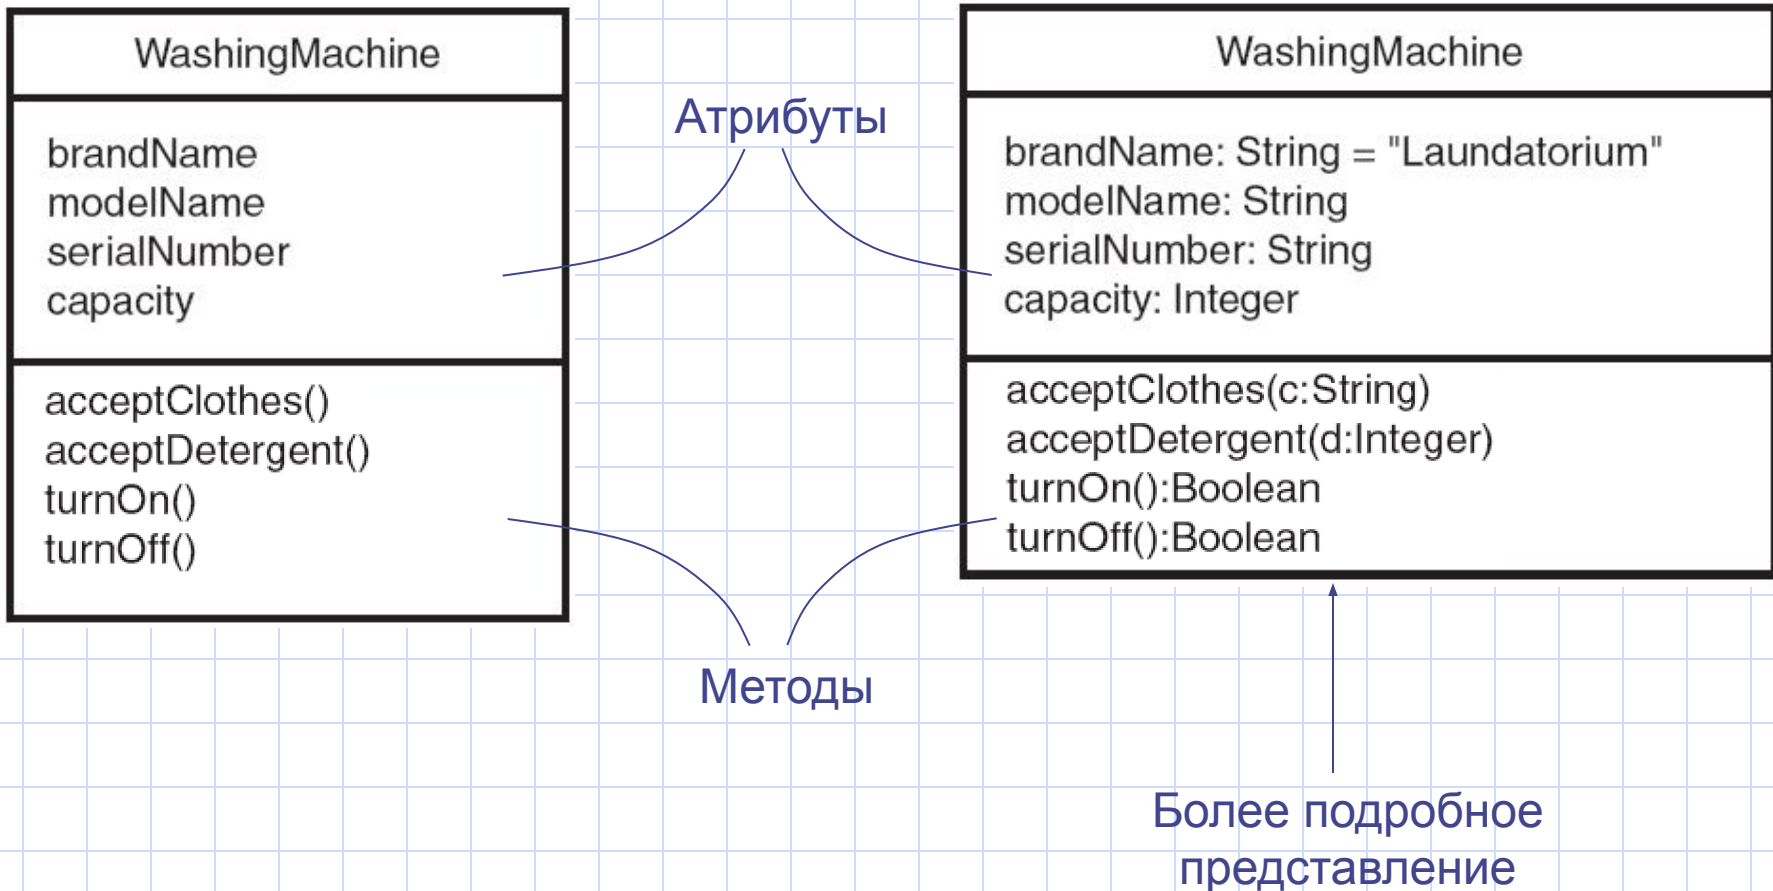 WashingMachine
brandName
modelName
serialNumber
capacity
acceptClothes()
acceptDetergent()
turnOn()
turnOff()
Атрибуты
Методы
WashingMachine
brandName: String = "Laundatorium"
modelName: String
serialNumber: String
capacity: Integer
acceptClothes(c:String)
acceptDetergent(d:Integer)
turnOn():Boolean
turnOff():Boolean
Более подробное
представление